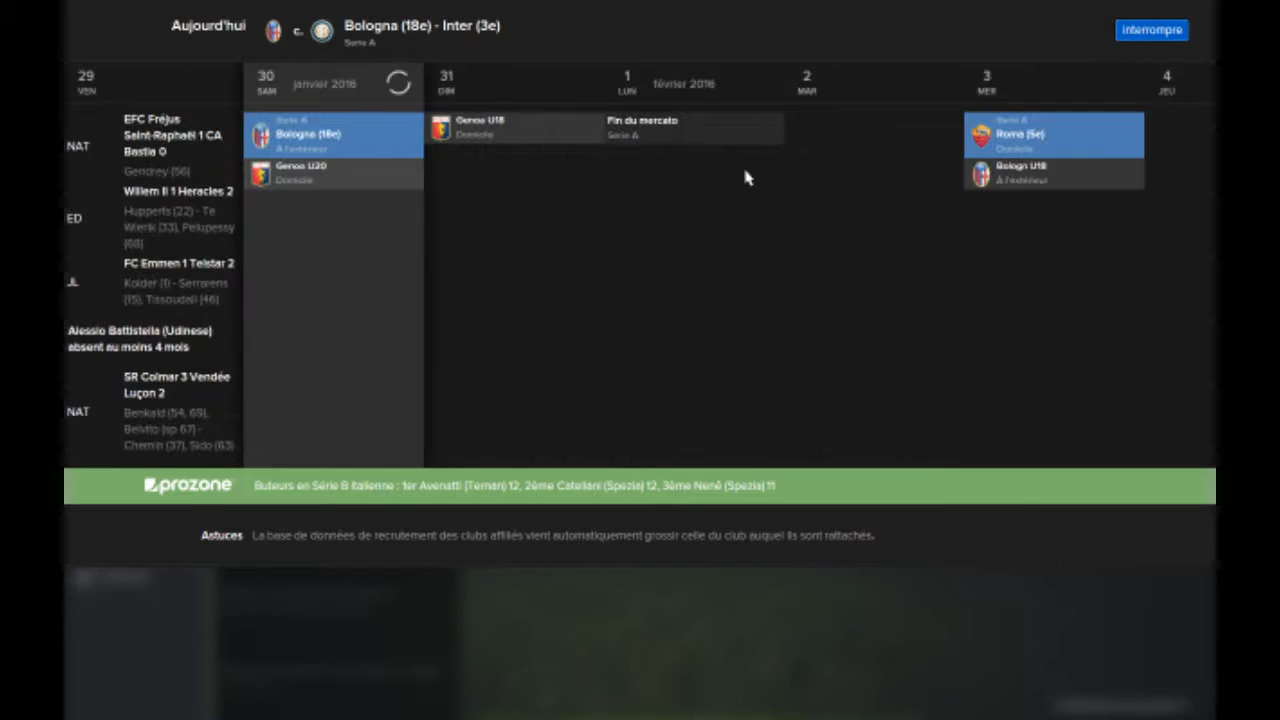 Aujourd'hui
c.
Bologna (18e) - Inter (3e)
Serie A
interrompre
29
VEN
30
SAM
janvier 2016
31
DIM
1
LUN
février 2016
2
MAR
3
MER
4
JEU
NAT
EFC Fréjus
Saint-Raphaël 1 CA
Bastia 0
Gendrey (56)
ED
Willem II 1 Heracles 2
Hupperts (22) - Te
Wierik (33), Pelupessy
(68)
JL
FC Emmen 1 Telstar 2
Kolder (1) - Serrarens
(15), Tissoudali (46)
Alessio Battistella (Udinese)
absent au moins 4 mois
NAT
SR Colmar 3 Vendée
Luçon 2
Benkaïd (54, 69),
Belvito (sp 67) -
Chemin (37), Sido (63)
Serie A
Bologna (18e)
À l'extérieur
Genoa U20
Domicile
Genoa U18
Domicile
Fin du mercato
Serie A
Serie A
Roma (5e)
Domicile
Bologn U18
À l'extérieur
prozone
Buteurs en Série B italienne : 1er Avenatti (Ternan) 12, 2ème Catellani (Spezia) 12, 3ème Nenê (Spezia) 11
Astuces
La base de données de recrutement des clubs affiliés vient automatiquement grossir celle du club auquel ils sont rattachés.